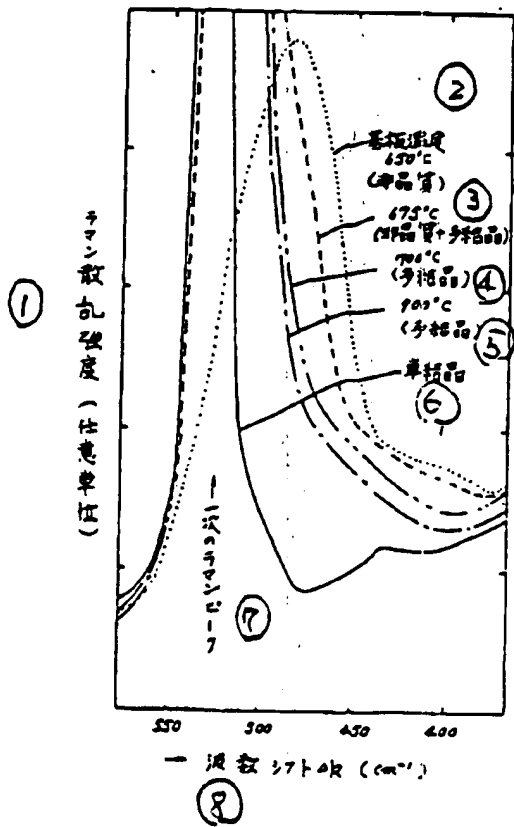 ①
ラマン散乱強度(任意単位)
②
基板温度
650°C
(非晶質)
③
675°C
(非晶質+多結晶)
700°C
(多結晶)
④
900°C
(多結晶)
⑤
単結晶
⑥
一次のラマンピーク
⑦
550 500 450 400
→ 波数シフトΔk (cm⁻¹)
⑧